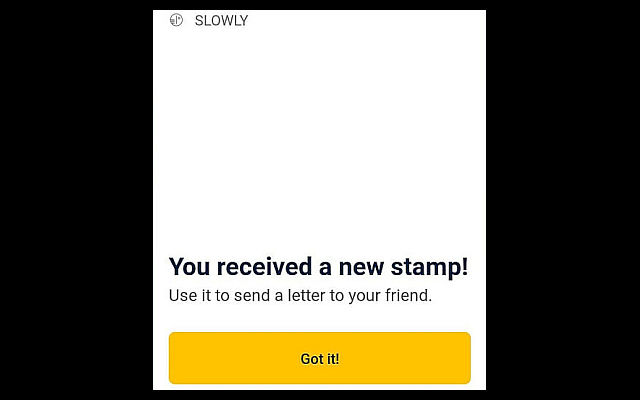 SLOWLY
You received a new stamp!
Use it to send a letter to your friend.
Got it!